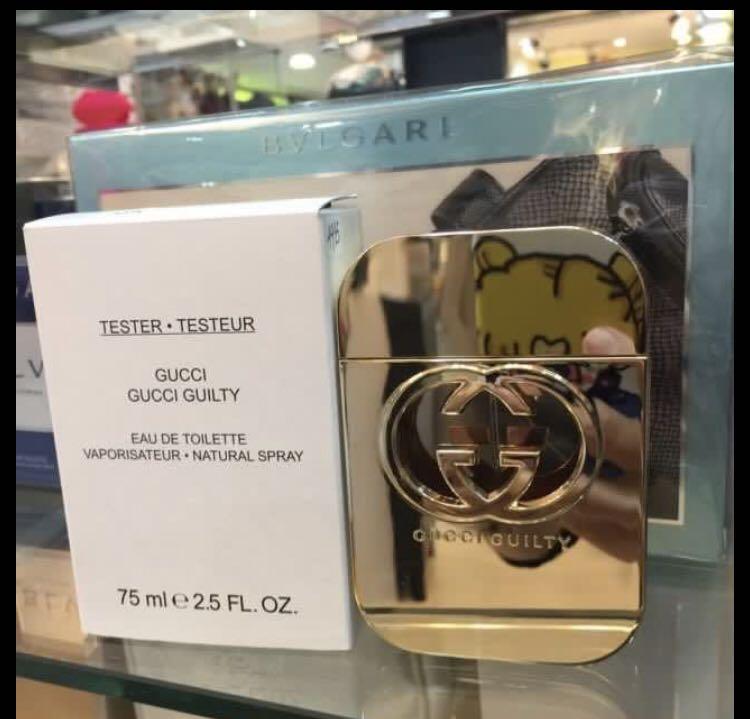 BVLGARI
TESTER • TESTEUR
GUCCI
GUCCI GUILTY
EAU DE TOILETTE
VAPORISATEUR • NATURAL SPRAY
75 ml ℮ 2.5 FL. OZ.
GUCCI GUILTY